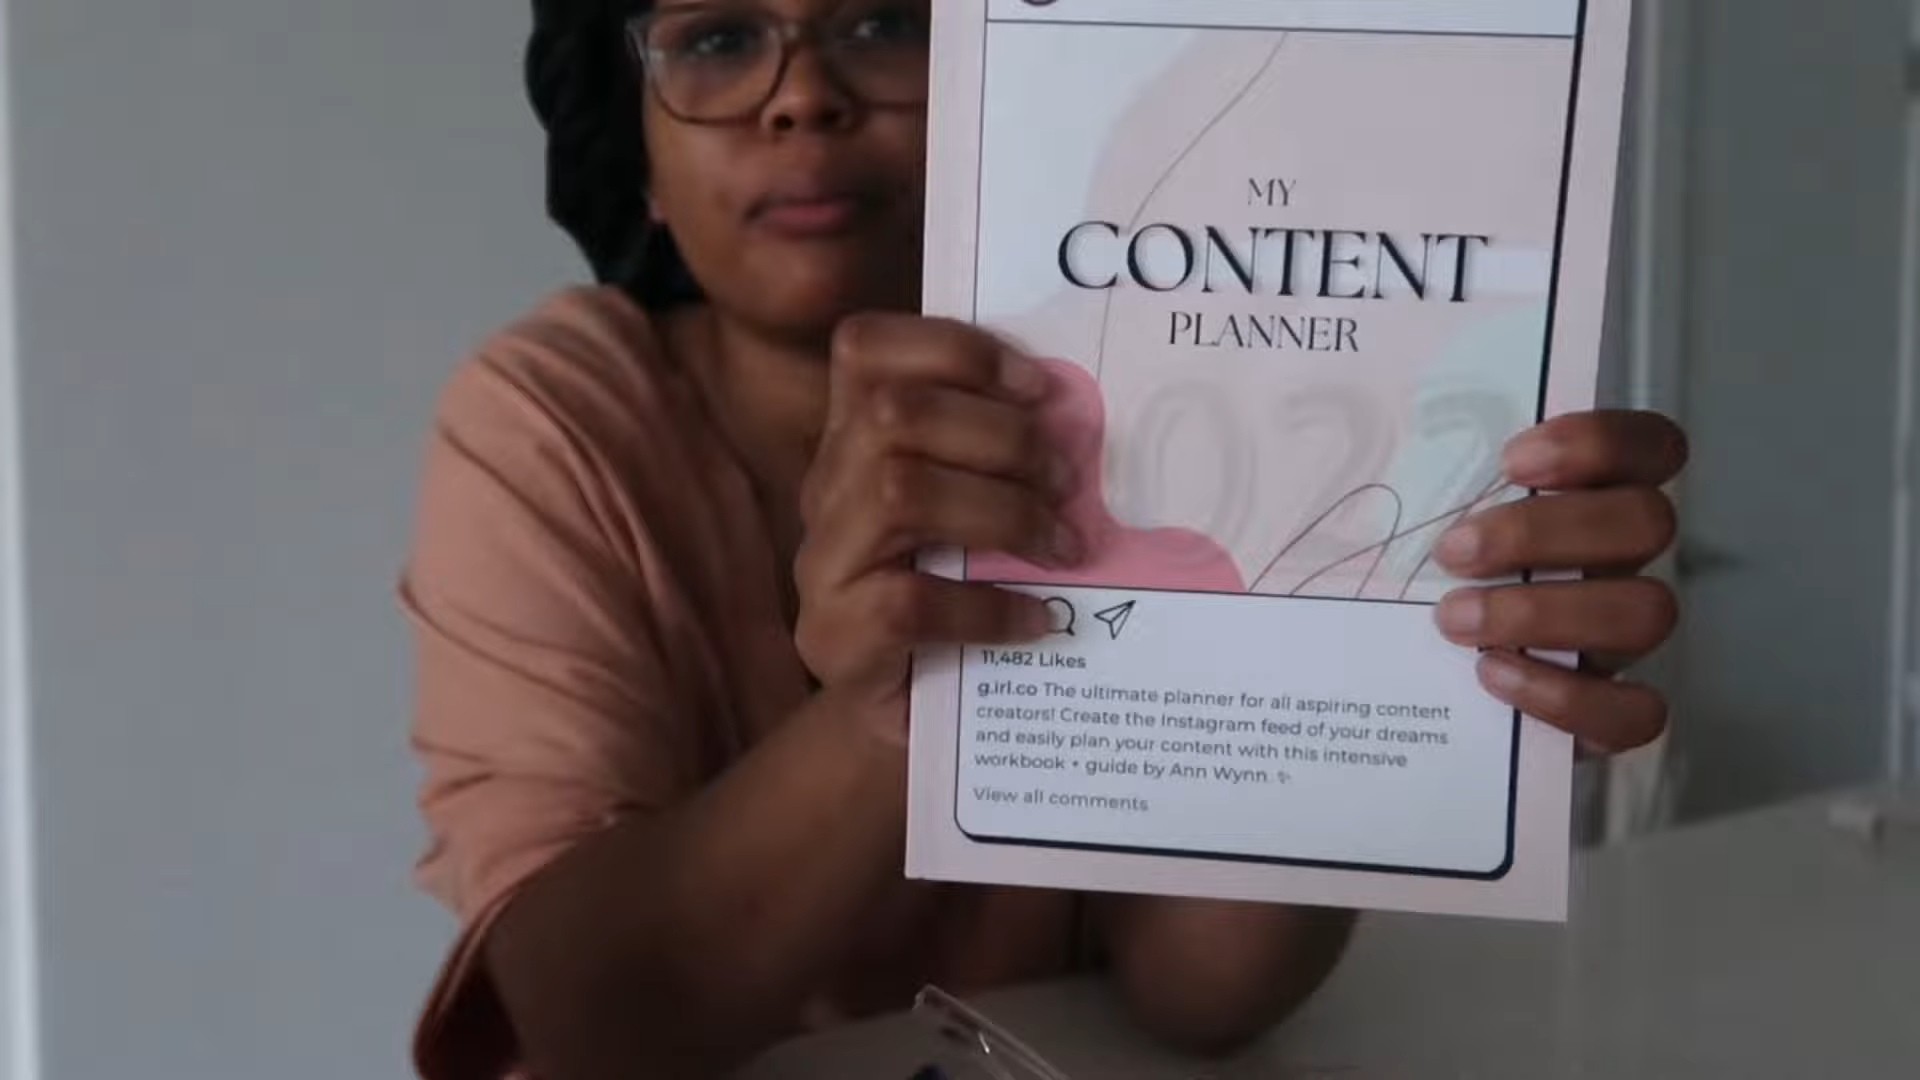 MY
CONTENT
PLANNER
2022
11,482 Likes
g.irl.co The ultimate planner for all aspiring content
creators! Create the Instagram feed of your dreams
and easily plan your content with this intensive
workbook + guide by Ann Wynn ✨
View all comments